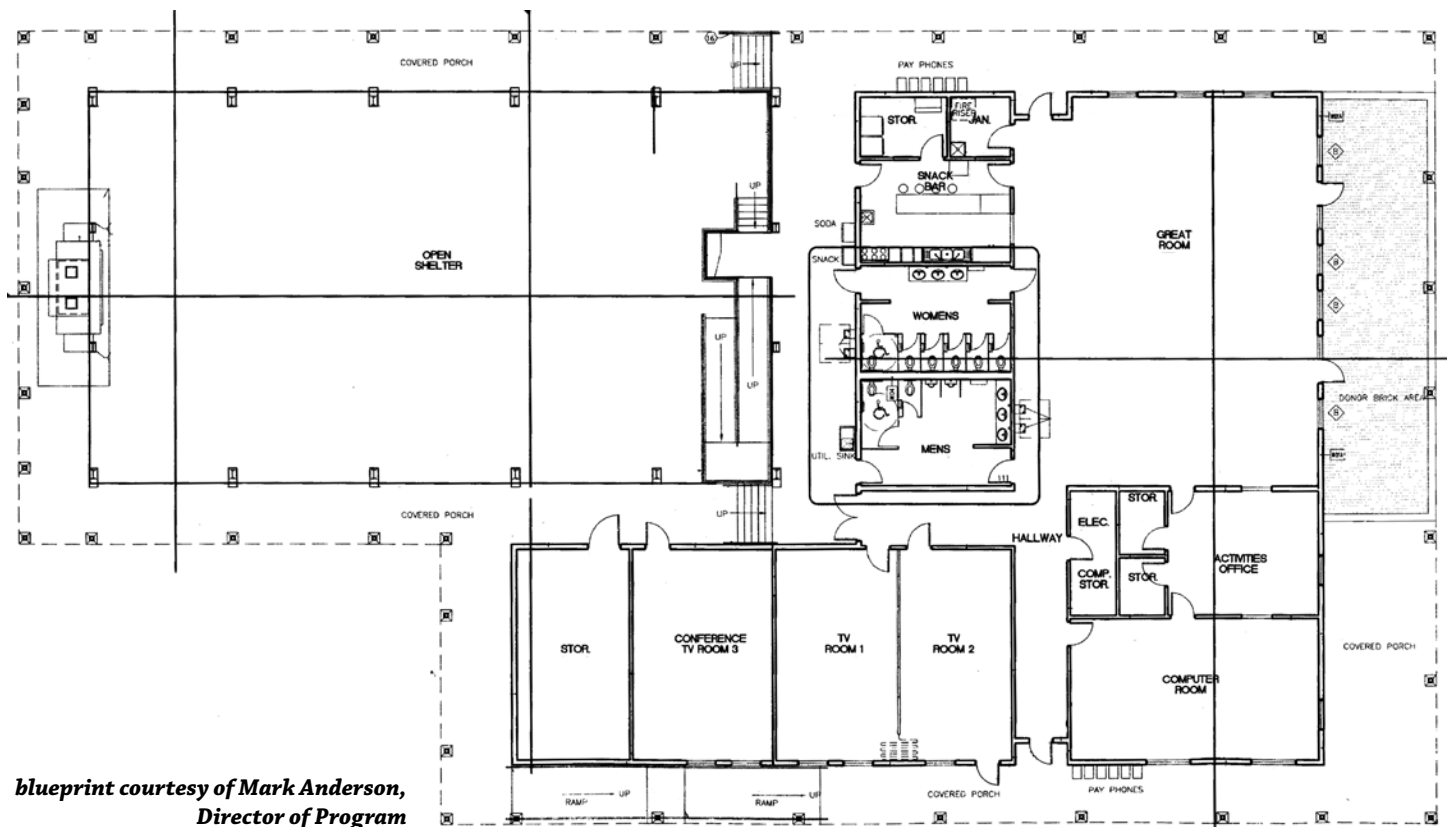 COVERED PORCH
16
UP
PAY PHONES
STOR.
FIRE
RISER
JAN.
SNACK
BAR
UP
SODA
SNACK
OPEN
SHELTER
GREAT
ROOM
WOMENS
UP
UP
DONOR BRICK AREA
MENS
UTIL. SINK
COVERED PORCH
UP
STOR.
ELEC.
HALLWAY
COMP.
STOR.
STOR.
ACTIVITIES
OFFICE
STOR.
CONFERENCE
TV ROOM 3
TV
ROOM 1
TV
ROOM 2
COVERED PORCH
COMPUTER
ROOM
RAMP
UP
RAMP
UP
COVERED PORCH
PAY PHONES
blueprint courtesy of Mark Anderson,
Director of Program